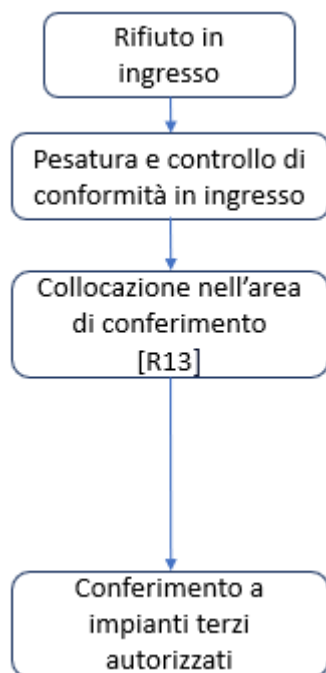 Rifiuto in
ingresso
Pesatura e controllo di
conformità in ingresso
Collocazione nell’area
di conferimento
[R13]
Conferimento a
impianti terzi
autorizzati